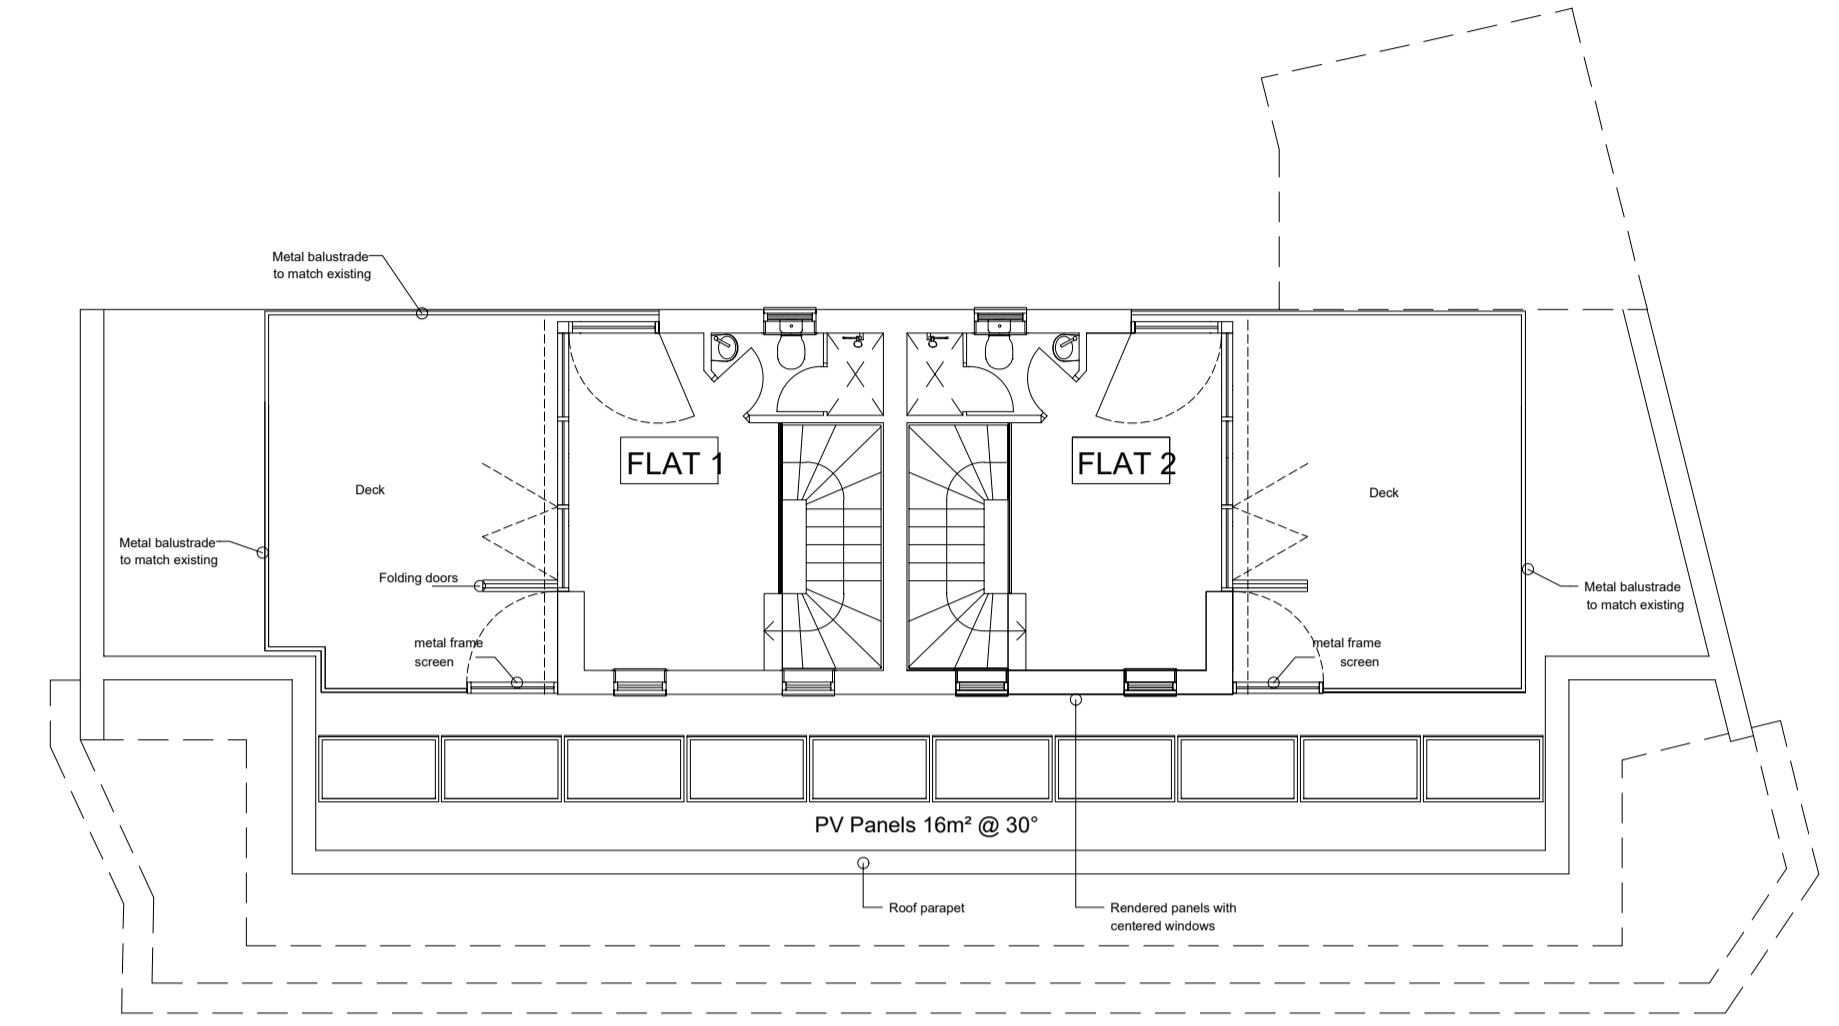 Metal balustrade
to match existing
FLAT 1
FLAT 2
Deck
Deck
Metal balustrade
to match existing
Folding doors
Metal balustrade
to match existing
metal frame
screen
metal frame
screen
PV Panels 16m² @ 30°
Roof parapet
Rendered panels with
centered windows